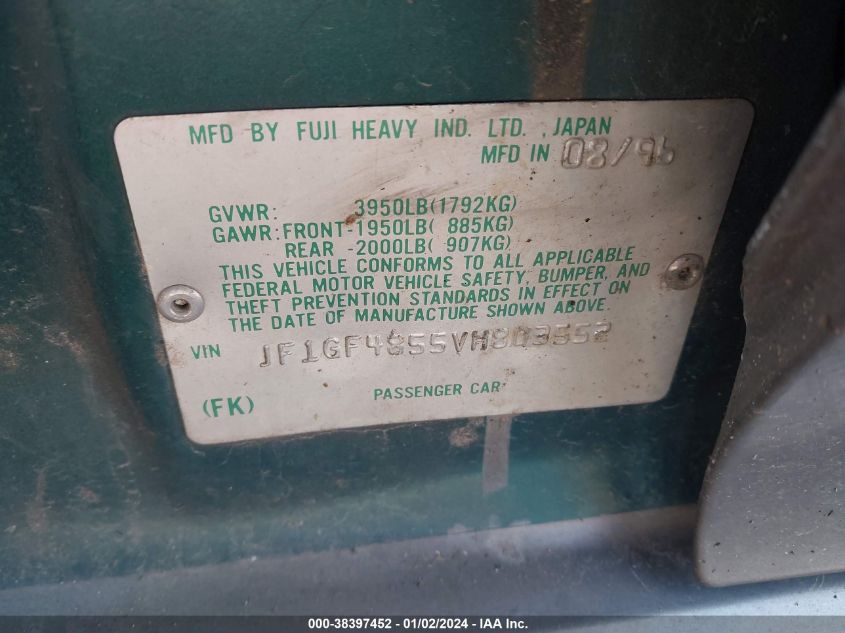 MFD BY FUJI HEAVY IND. LTD. , JAPAN
MFD IN 08/96
GVWR: 3950LB(1792KG)
GAWR: FRONT-1950LB( 885KG)
REAR -2000LB( 907KG)
THIS VEHICLE CONFORMS TO ALL APPLICABLE
FEDERAL MOTOR VEHICLE SAFETY, BUMPER, AND
THEFT PREVENTION STANDARDS IN EFFECT ON
THE DATE OF MANUFACTURE SHOWN ABOVE.
VIN JF1GF4855VH803552
PASSENGER CAR
(FK)
000-38397452 - 01/02/2024 - IAA Inc.